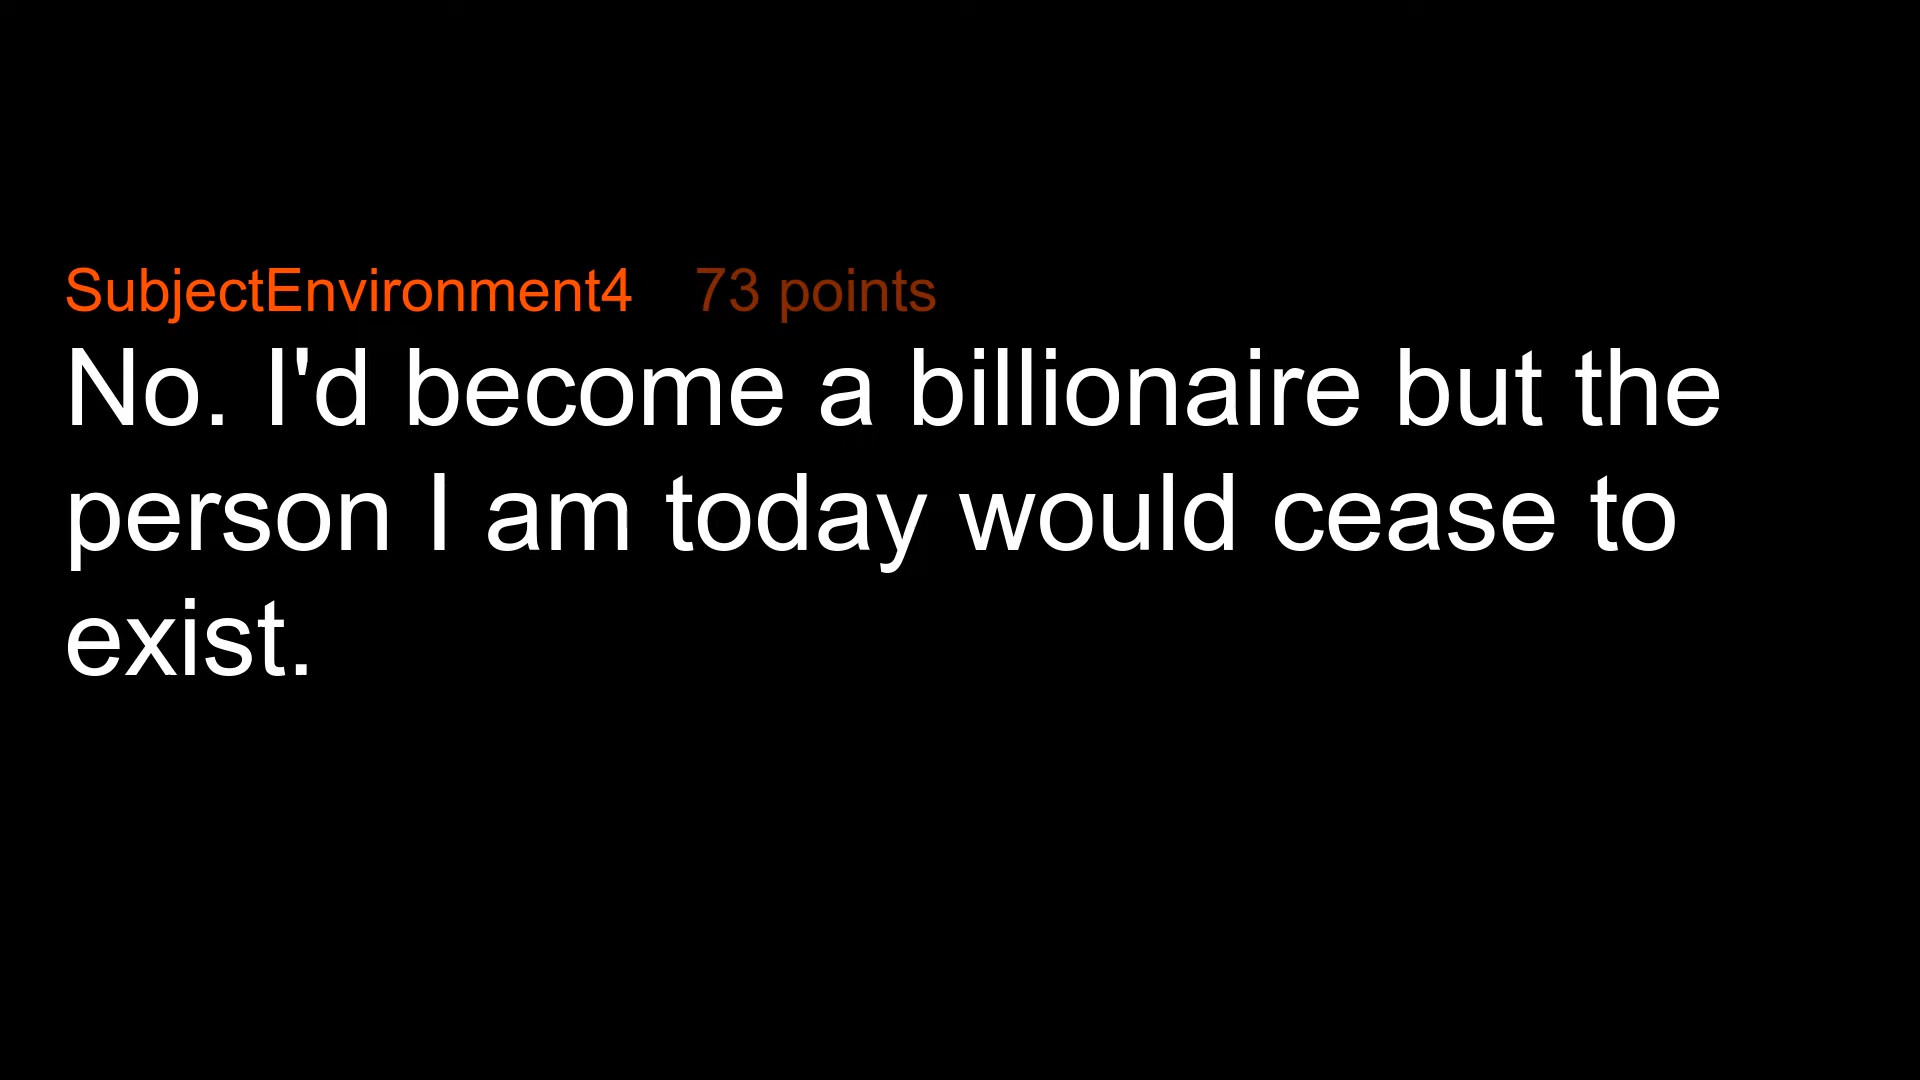 SubjectEnvironment4 73 points
No. I'd become a billionaire but the
person I am today would cease to
exist.